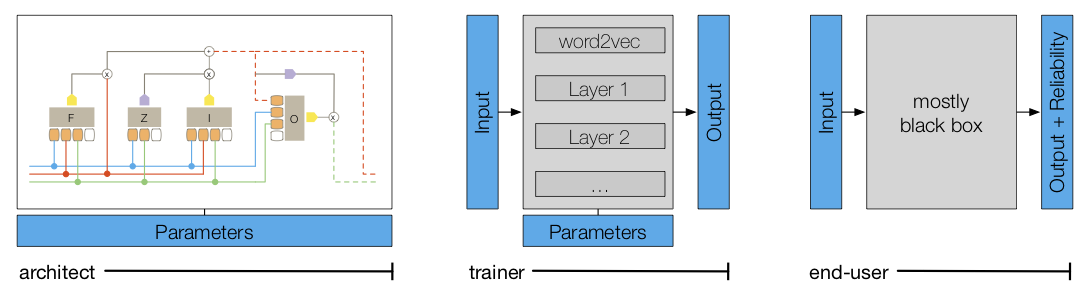 +
x
x
F
Z
I
O
x
Parameters
architect
Input
word2vec
Layer 1
Layer 2
...
Output
Parameters
trainer
Input
mostly
black box
Output + Reliability
end-user